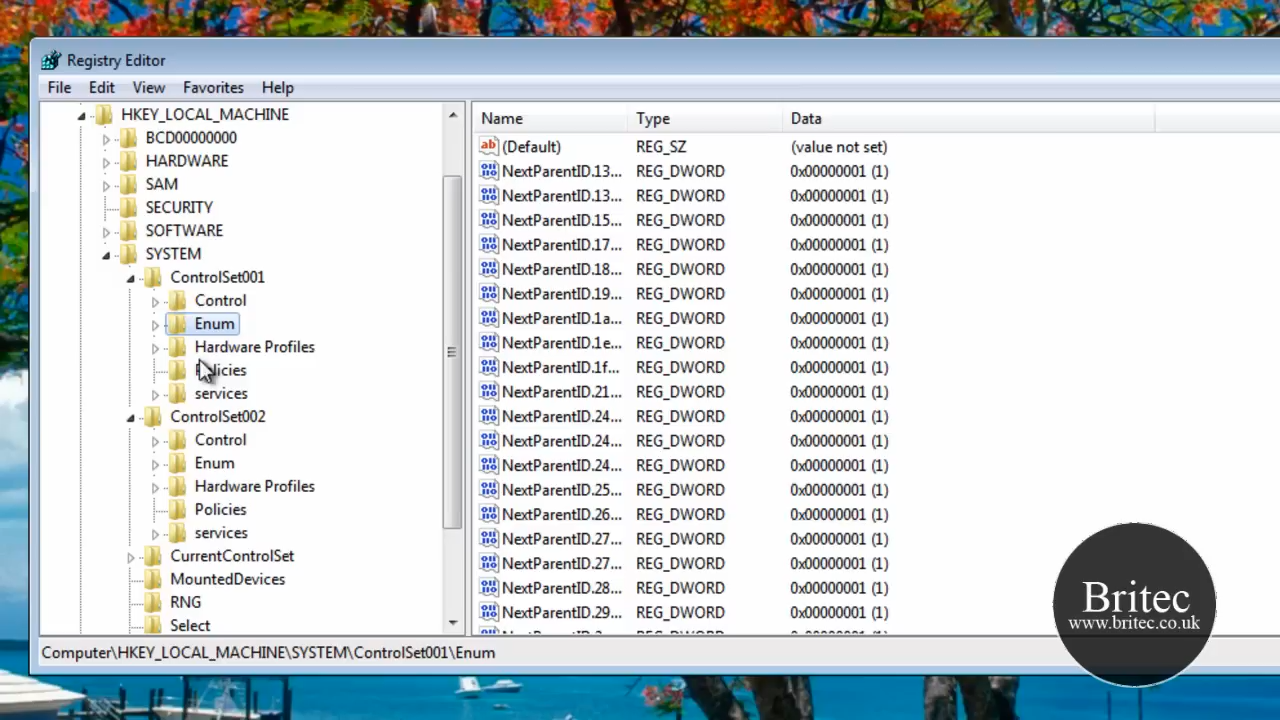 Registry Editor
File Edit View Favorites Help
HKEY_LOCAL_MACHINE
BCD00000000
HARDWARE
SAM
SECURITY
SOFTWARE
SYSTEM
ControlSet001
Control
Enum
Hardware Profiles
Policies
services
ControlSet002
Control
Enum
Hardware Profiles
Policies
services
CurrentControlSet
MountedDevices
RNG
Select
Name Type Data
(Default) REG_SZ (value not set)
NextParentID.13... REG_DWORD 0x00000001 (1)
NextParentID.13... REG_DWORD 0x00000001 (1)
NextParentID.15... REG_DWORD 0x00000001 (1)
NextParentID.17... REG_DWORD 0x00000001 (1)
NextParentID.18... REG_DWORD 0x00000001 (1)
NextParentID.19... REG_DWORD 0x00000001 (1)
NextParentID.1a... REG_DWORD 0x00000001 (1)
NextParentID.1e... REG_DWORD 0x00000001 (1)
NextParentID.1f... REG_DWORD 0x00000001 (1)
NextParentID.21... REG_DWORD 0x00000001 (1)
NextParentID.24... REG_DWORD 0x00000001 (1)
NextParentID.24... REG_DWORD 0x00000001 (1)
NextParentID.24... REG_DWORD 0x00000001 (1)
NextParentID.25... REG_DWORD 0x00000001 (1)
NextParentID.26... REG_DWORD 0x00000001 (1)
NextParentID.27... REG_DWORD 0x00000001 (1)
NextParentID.27... REG_DWORD 0x00000001 (1)
NextParentID.28... REG_DWORD 0x00000001 (1)
NextParentID.29... REG_DWORD 0x00000001 (1)
Computer\HKEY_LOCAL_MACHINE\SYSTEM\ControlSet001\Enum
Britec
www.britec.co.uk